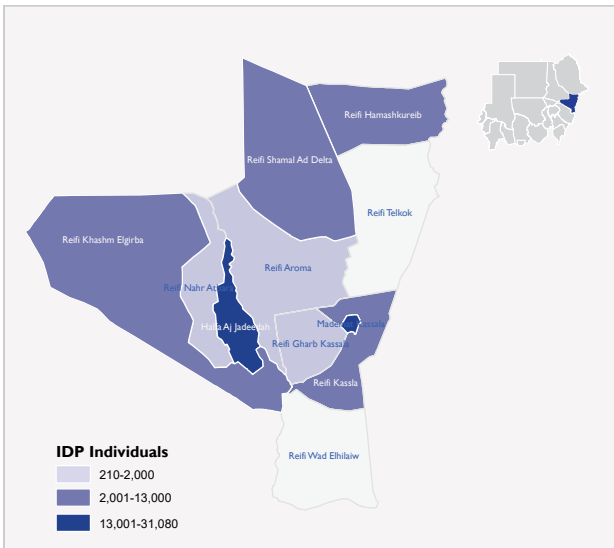 Reifi Hamashkureib
Reifi Shamal Ad Delta
Reifi Telkok
Reifi Khashm Elgirba
Reifi Aroma
Reifi Nahr Atbara
Halfa Aj Jadeedah
Madeinat Kassala
Reifi Gharb Kassala
Reifi Kassla
Reifi Wad Elhilaiw
IDP Individuals
210-2,000
2,001-13,000
13,001-31,080